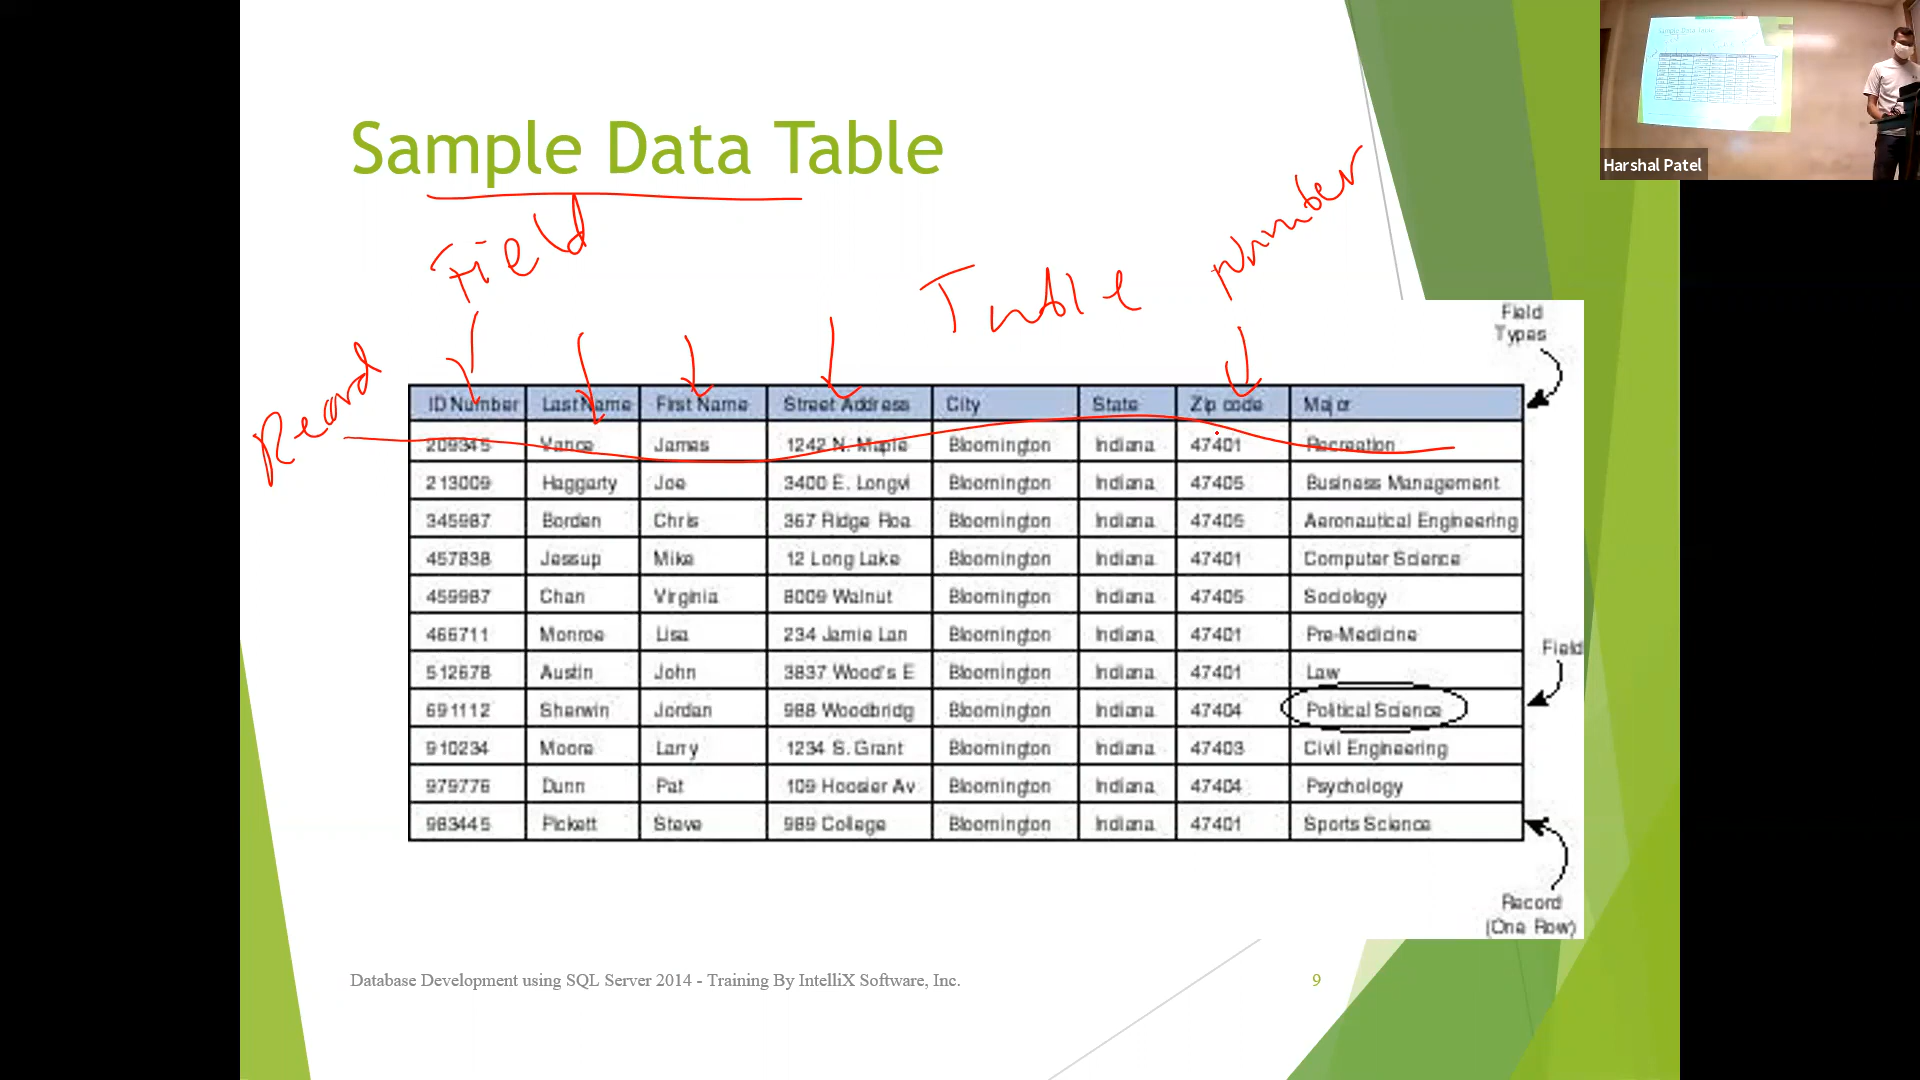 Sample Data Table
Harshal Patel
Field
Table
Number
Record
Field
Types
ID Number Last Name First Name Street Address City State Zip code Major
209345 Vance James 1242 N. Maple Bloomington Indiana 47401 Recreation
213009 Haggarty Joe 3400 E. Longvi Bloomington Indiana 47405 Business Management
345987 Borden Chris 367 Ridge Roa Bloomington Indiana 47405 Aeronautical Engineering
457838 Jessup Mike 12 Long Lake Bloomington Indiana 47401 Computer Science
459987 Chan Virginia 8009 Walnut Bloomington Indiana 47405 Sociology
466711 Monroe Lisa 234 Jamie Lan Bloomington Indiana 47401 Pre-Medicine
Field
512678 Austin John 3837 Wood's E Bloomington Indiana 47401 Law
691112 Sherwin Jordan 988 Woodbridg Bloomington Indiana 47404 Political Science
910234 Moore Larry 1234 S. Grant Bloomington Indiana 47403 Civil Engineering
979776 Dunn Pat 109 Hoosier Av Bloomington Indiana 47404 Psychology
983445 Pickett Steve 989 College Bloomington Indiana 47401 Sports Science
Record
(One Row)
Database Development using SQL Server 2014 - Training By IntelliX Software, Inc.
9